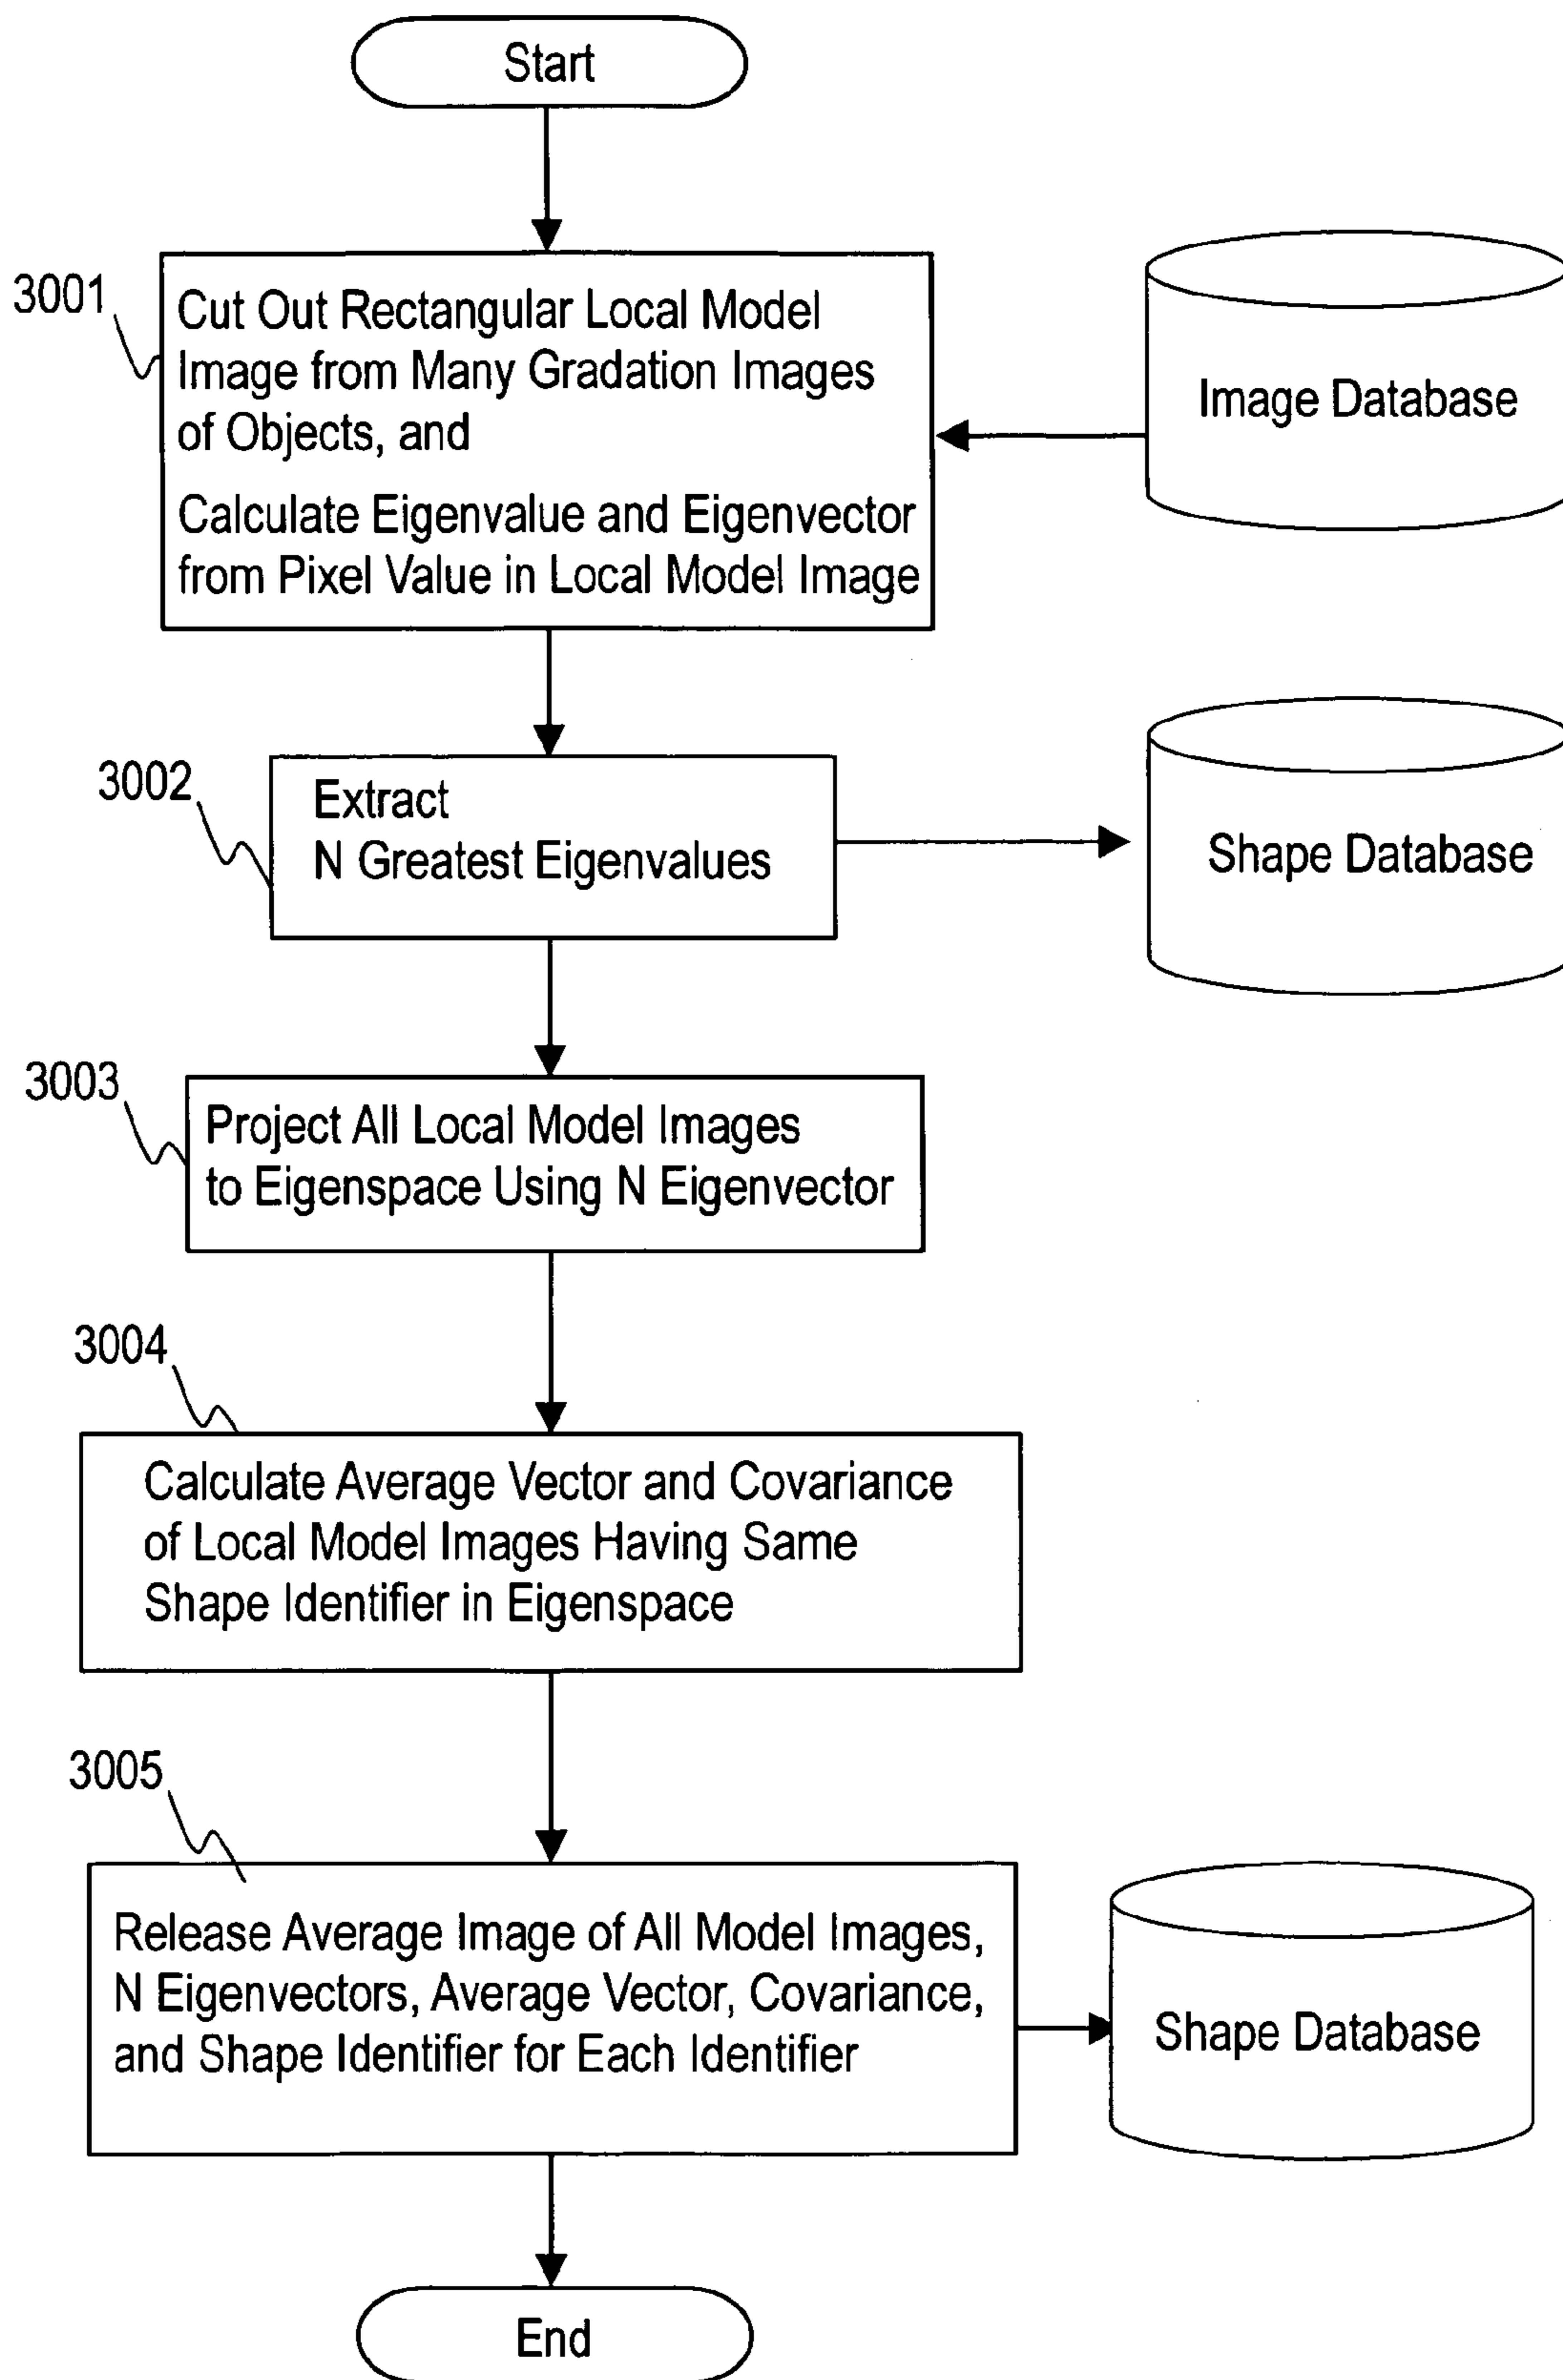 Start
3001
Cut Out Rectangular Local Model
Image from Many Gradation Images
of Objects, and
Calculate Eigenvalue and Eigenvector
from Pixel Value in Local Model Image
Image Database
3002
Extract
N Greatest Eigenvalues
Shape Database
3003
Project All Local Model Images
to Eigenspace Using N Eigenvector
3004
Calculate Average Vector and Covariance
of Local Model Images Having Same
Shape Identifier in Eigenspace
3005
Release Average Image of All Model Images,
N Eigenvectors, Average Vector, Covariance,
and Shape Identifier for Each Identifier
Shape Database
End